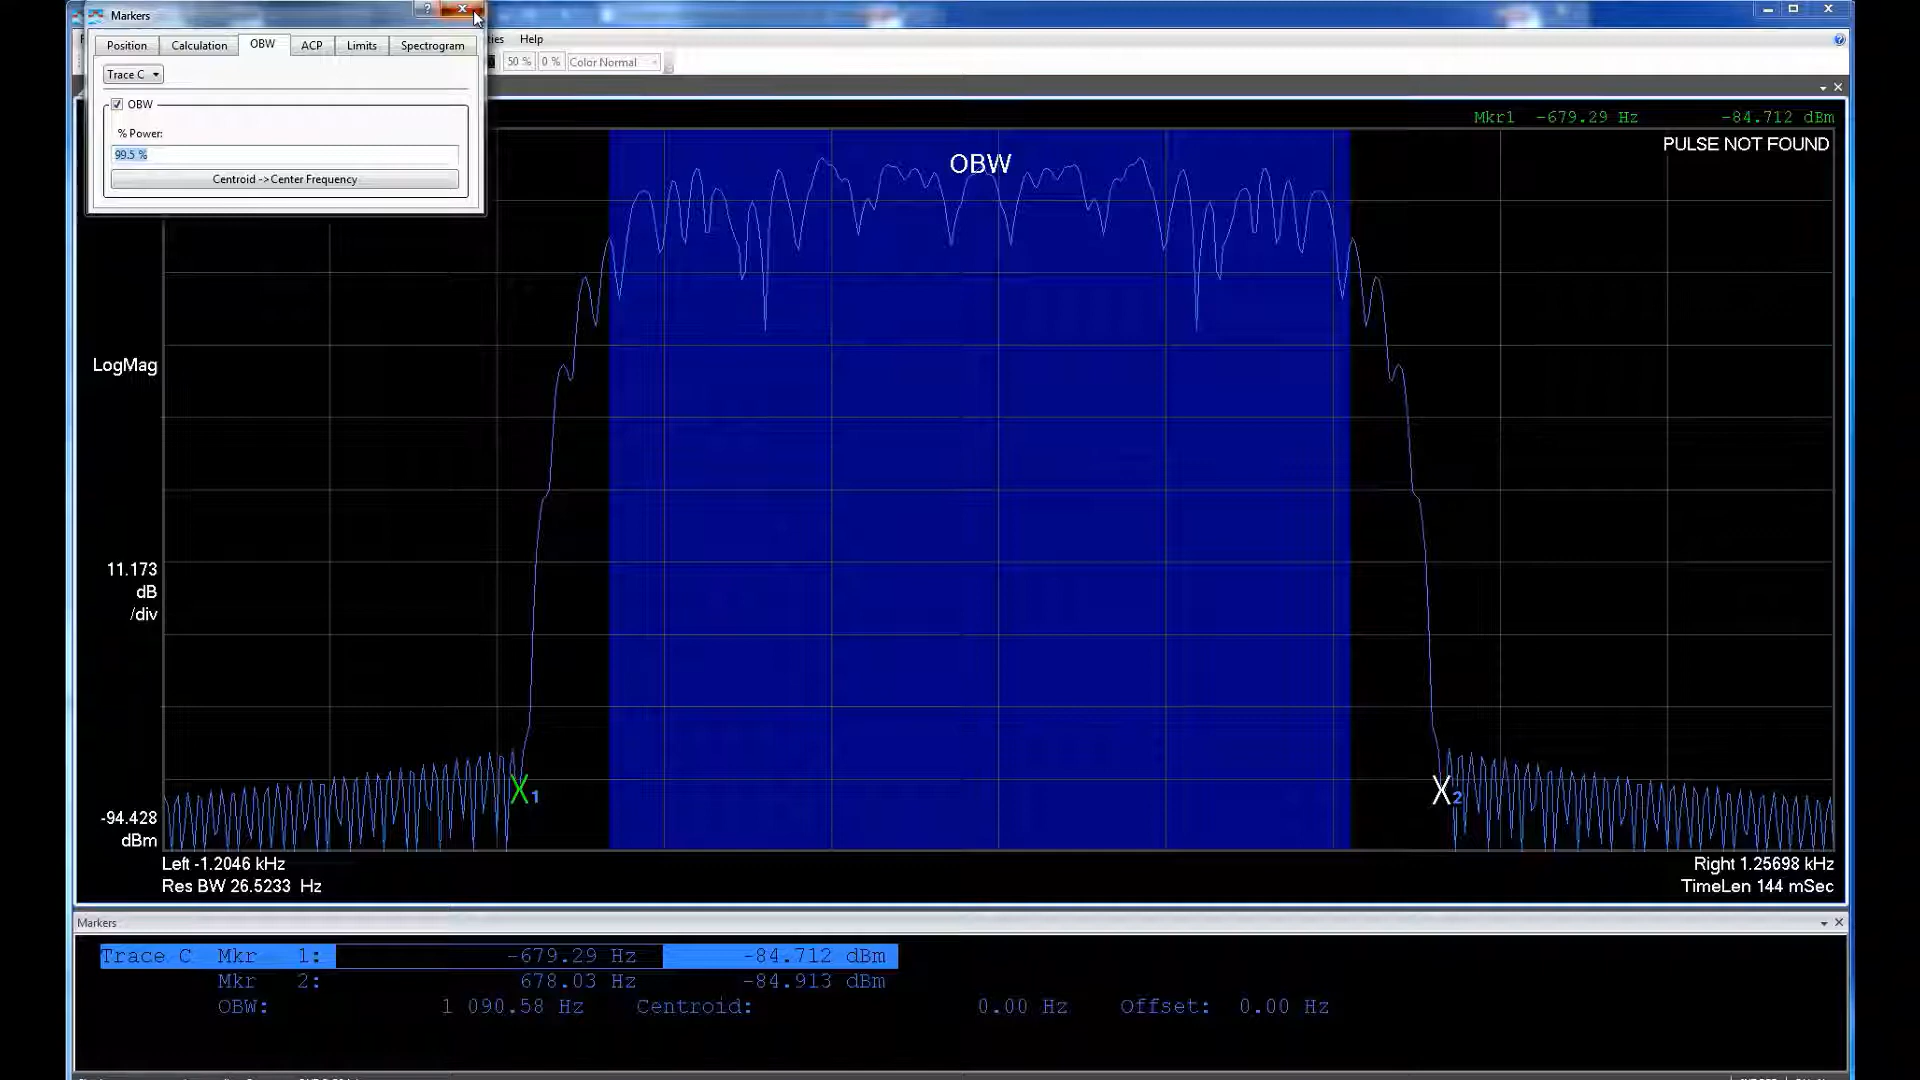 Markers
? x
Position Calculation OBW ACP Limits Spectrogram
ties Help
Trace C
50 % 0 % Color Normal
OBW
% Power:
99.5 %
Centroid ->Center Frequency
Mkr1 -679.29 Hz -84.712 dBm
PULSE NOT FOUND
OBW
LogMag
11.173
dB
/div
-94.428
dBm
X 1
X 2
Left -1.2046 kHz
Right 1.25698 kHz
Res BW 26.5233 Hz
TimeLen 144 mSec
Markers
Trace C Mkr 1: -679.29 Hz -84.712 dBm
Mkr 2: 678.03 Hz -84.913 dBm
OBW: 1 090.58 Hz Centroid: 0.00 Hz Offset: 0.00 Hz